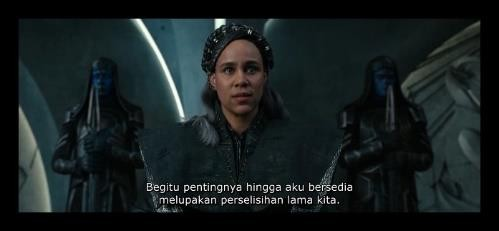 Begitu pentingnya hingga aku bersedia
melupakan perselisihan lama kita.